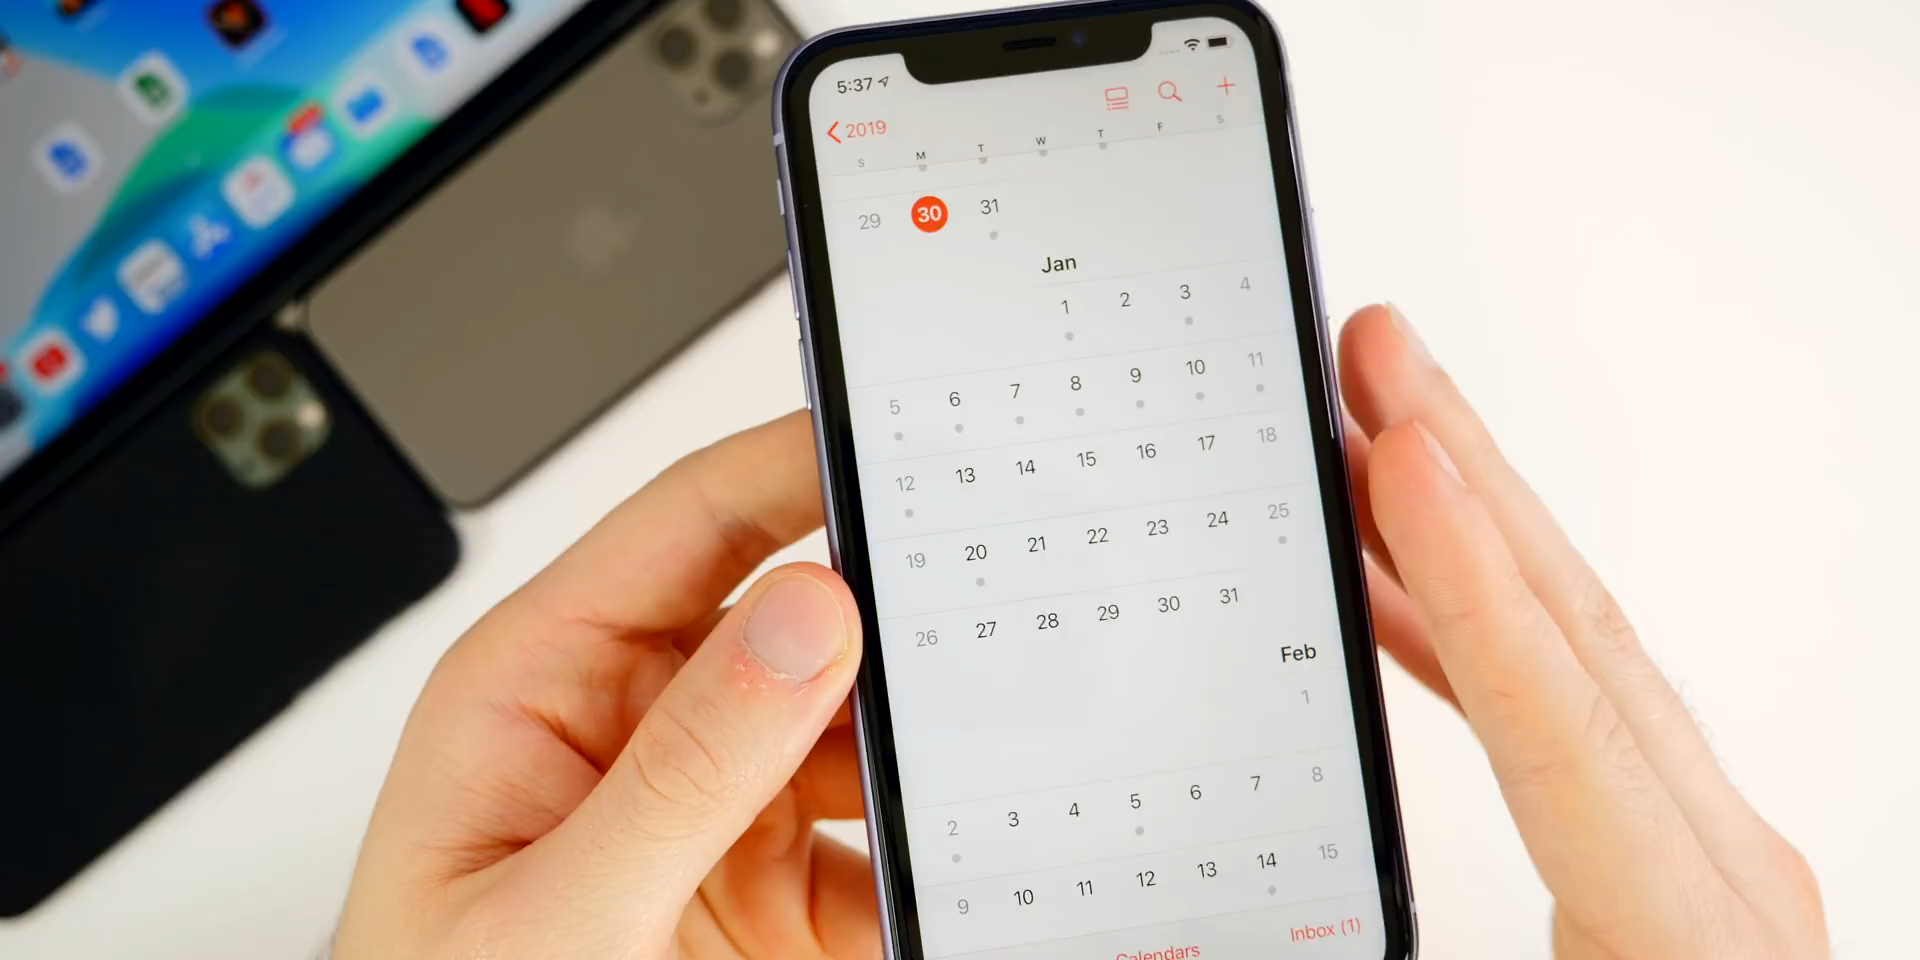 5:37
2019
S M T W T F S
29 30 31
Jan
1 2 3 4
5 6 7 8 9 10 11
12 13 14 15 16 17 18
19 20 21 22 23 24 25
26 27 28 29 30 31
Feb
1
2 3 4 5 6 7 8
9 10 11 12 13 14 15
Calendars Inbox (1)